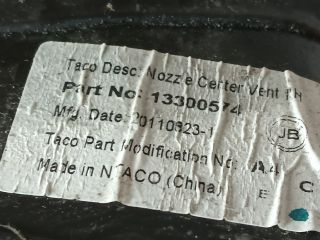 Taco Desc: Nozzle Center Vent RH
Part No: 13300574
Mfg. Date: 20110623-1
JB
Taco Part Modification No: A4
Made in NTACO (China)
E C